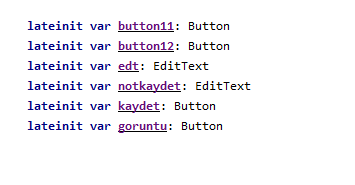 lateinit var button11: Button
lateinit var button12: Button
lateinit var edt: EditText
lateinit var notkaydet: EditText
lateinit var kaydet: Button
lateinit var goruntu: Button